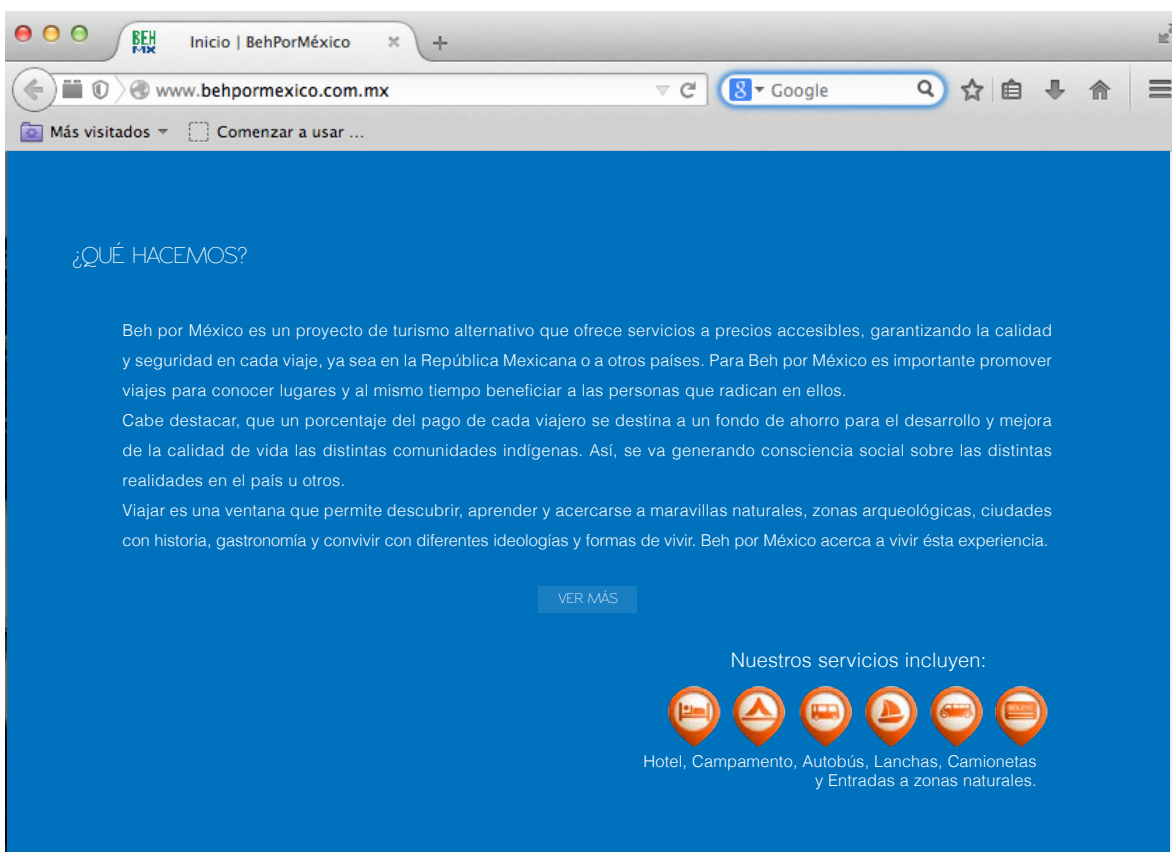 BEH
MX
Inicio | BehPorMéxico
www.behpormexico.com.mx
8
Google
Más visitados
Comenzar a usar ...
¿QUÉ HACEMOS?
Beh por México es un proyecto de turismo alternativo que ofrece servicios a precios accesibles, garantizando la calidad
y seguridad en cada viaje, ya sea en la República Mexicana o a otros países. Para Beh por México es importante promover
viajes para conocer lugares y al mismo tiempo beneficiar a las personas que radican en ellos.
Cabe destacar, que un porcentaje del pago de cada viajero se destina a un fondo de ahorro para el desarrollo y mejora
de la calidad de vida las distintas comunidades indígenas. Así, se va generando consciencia social sobre las distintas
realidades en el país u otros.
Viajar es una ventana que permite descubrir, aprender y acercarse a maravillas naturales, zonas arqueológicas, ciudades
con historia, gastronomía y convivir con diferentes ideologías y formas de vivir. Beh por México acerca a vivir ésta experiencia.
VER MÁS
Nuestros servicios incluyen:
BOLETO
Hotel, Campamento, Autobús, Lanchas, Camionetas
y Entradas a zonas naturales.